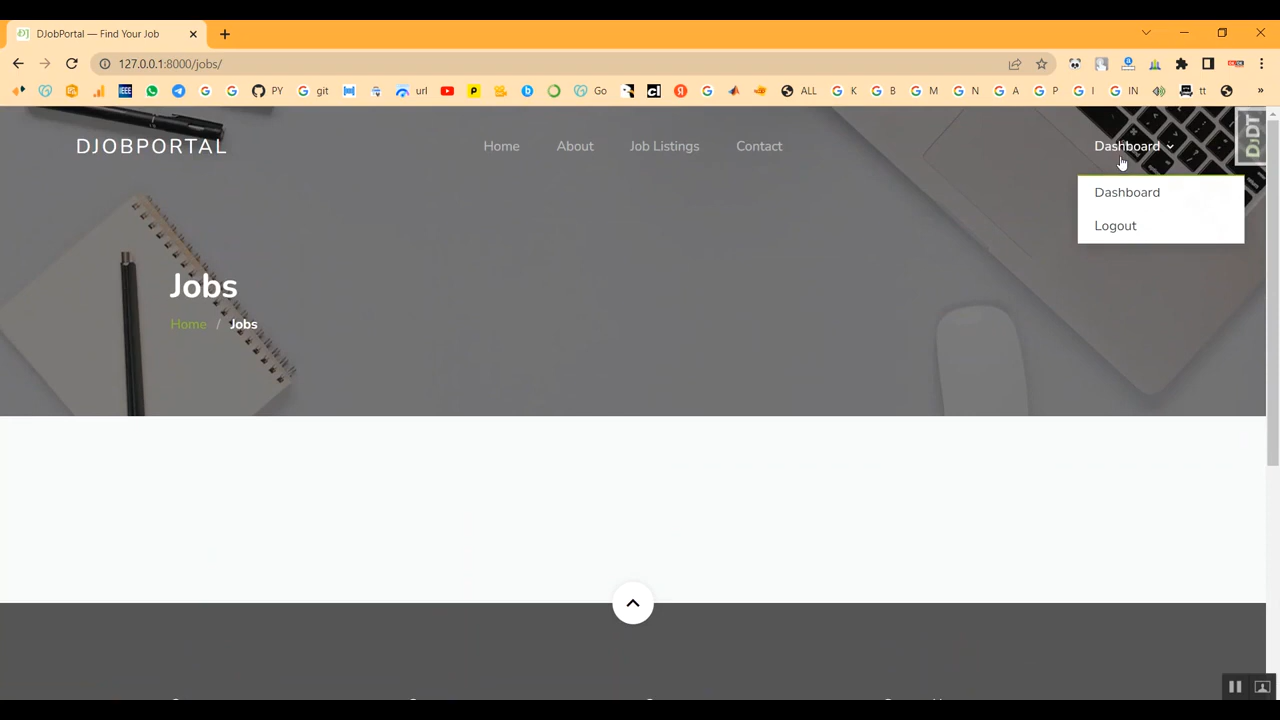 DJobPortal — Find Your Job
127.0.0.1:8000/jobs/
PY
git
url
Go
ALL
K
B
M
N
A
P
I
IN
tt
DJOBPORTAL
Home
About
Job Listings
Contact
Dashboard
DjDT
Dashboard
Logout
Jobs
Home / Jobs